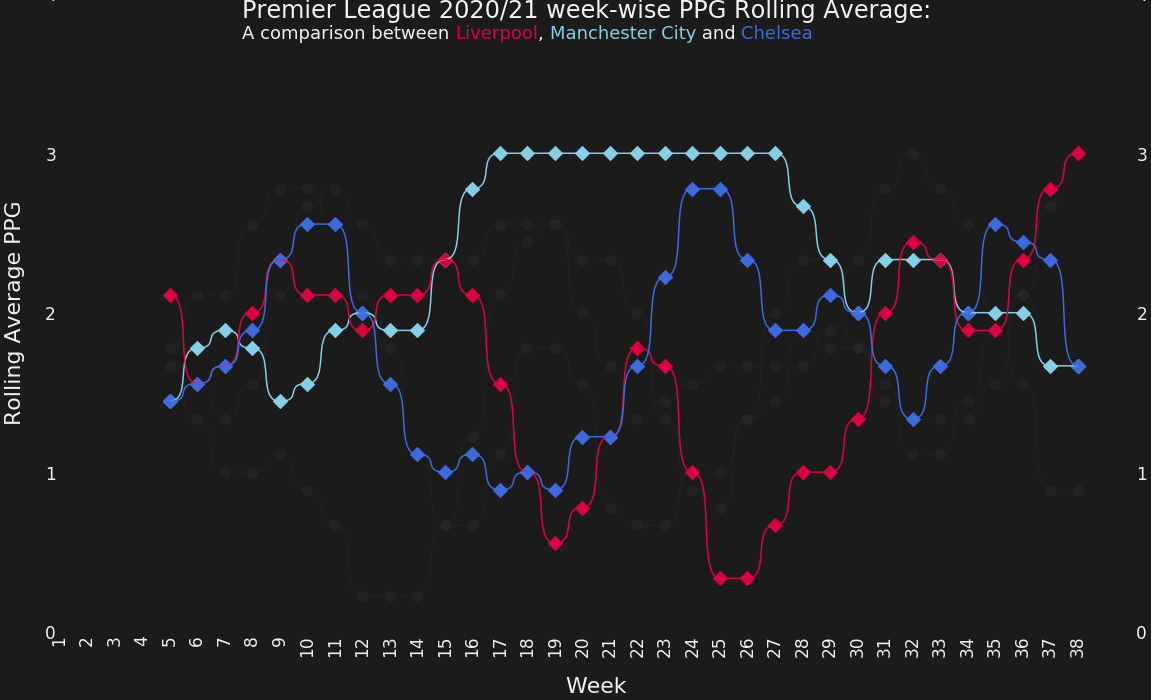 Premier League 2020/21 week-wise PPG Rolling Average:
A comparison between Liverpool, Manchester City and Chelsea
Rolling Average PPG
3 3
2 2
1 1
0 0
1 2 3 4 5 6 7 8 9 10 11 12 13 14 15 16 17 18 19 20 21 22 23 24 25 26 27 28 29 30 31 32 33 34 35 36 37 38
Week